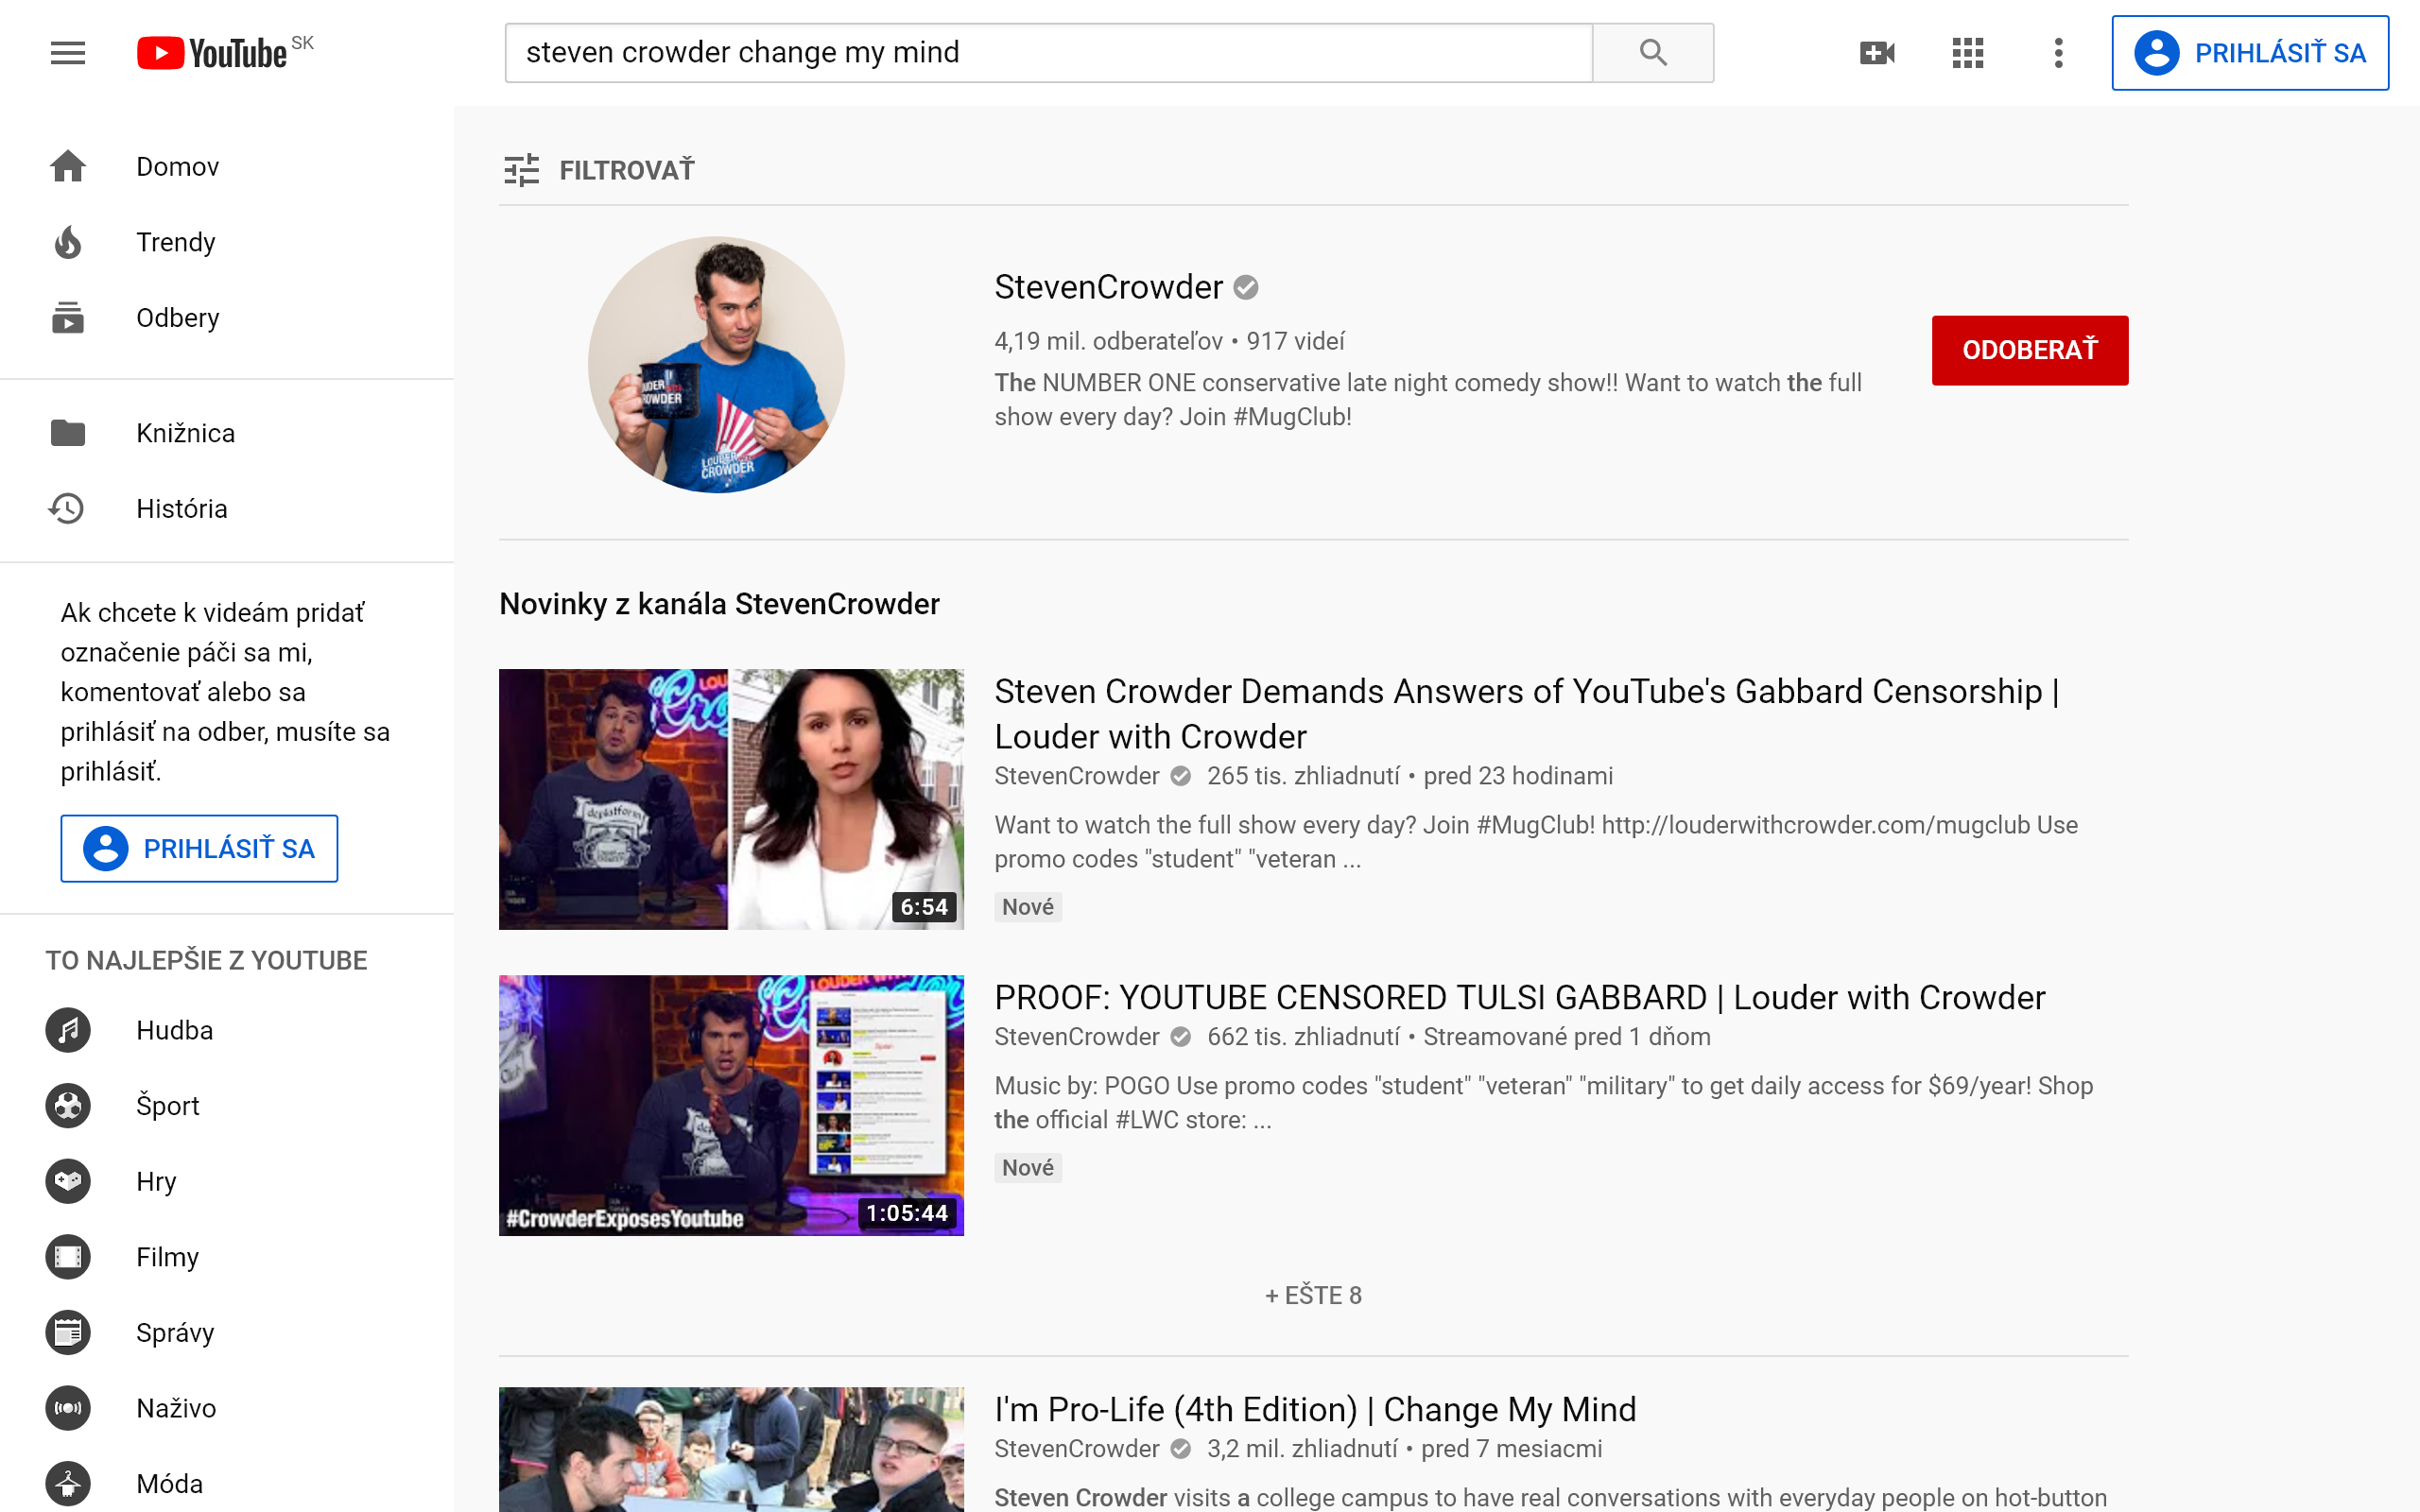 YouTube SK
steven crowder change my mind
PRIHLÁSIŤ SA
Domov
Trendy
Odbery
Knižnica
História
Ak chcete k videám pridať
označenie páči sa mi,
komentovať alebo sa
prihlásiť na odber, musíte sa
prihlásiť.
PRIHLÁSIŤ SA
TO NAJLEPŠIE Z YOUTUBE
Hudba
Šport
Hry
Filmy
Správy
Naživo
Móda
FILTROVAŤ
LOUDER
CROWDER
StevenCrowder
4,19 mil. odberateľov • 917 videí
The NUMBER ONE conservative late night comedy show!! Want to watch the full
show every day? Join #MugClub!
ODOBERAŤ
Novinky z kanála StevenCrowder
6:54
Steven Crowder Demands Answers of YouTube's Gabbard Censorship |
Louder with Crowder
StevenCrowder 265 tis. zhliadnutí • pred 23 hodinami
Want to watch the full show every day? Join #MugClub! http://louderwithcrowder.com/mugclub Use
promo codes "student" "veteran ...
Nové
#CrowderExposesYoutube
1:05:44
PROOF: YOUTUBE CENSORED TULSI GABBARD | Louder with Crowder
StevenCrowder 662 tis. zhliadnutí • Streamované pred 1 dňom
Music by: POGO Use promo codes "student" "veteran" "military" to get daily access for $69/year! Shop
the official #LWC store: ...
Nové
+ EŠTE 8
I'm Pro-Life (4th Edition) | Change My Mind
StevenCrowder 3,2 mil. zhliadnutí • pred 7 mesiacmi
Steven Crowder visits a college campus to have real conversations with everyday people on hot-button